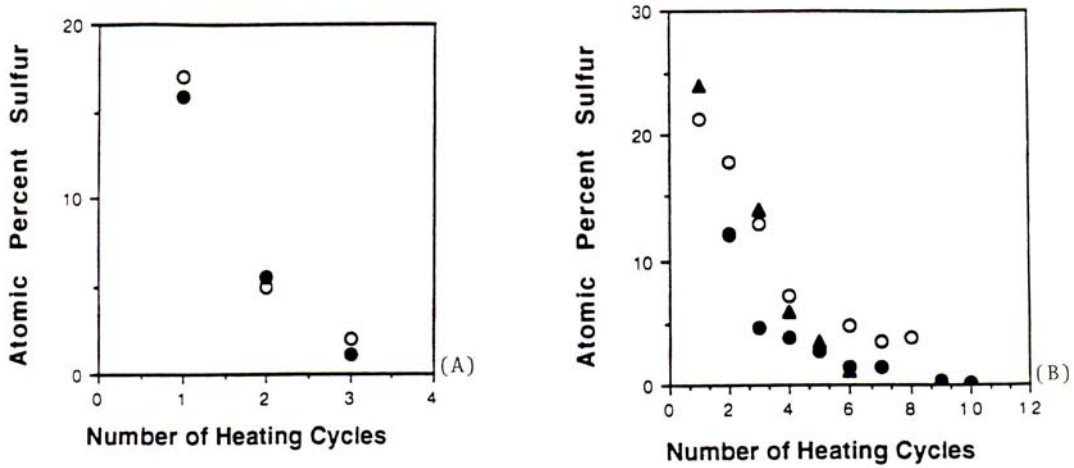 Atomic Percent Sulfur
20
10
0
0 1 2 3 4
Number of Heating Cycles
(A)
Atomic Percent Sulfur
30
20
10
0
0 2 4 6 8 10 12
Number of Heating Cycles
(B)